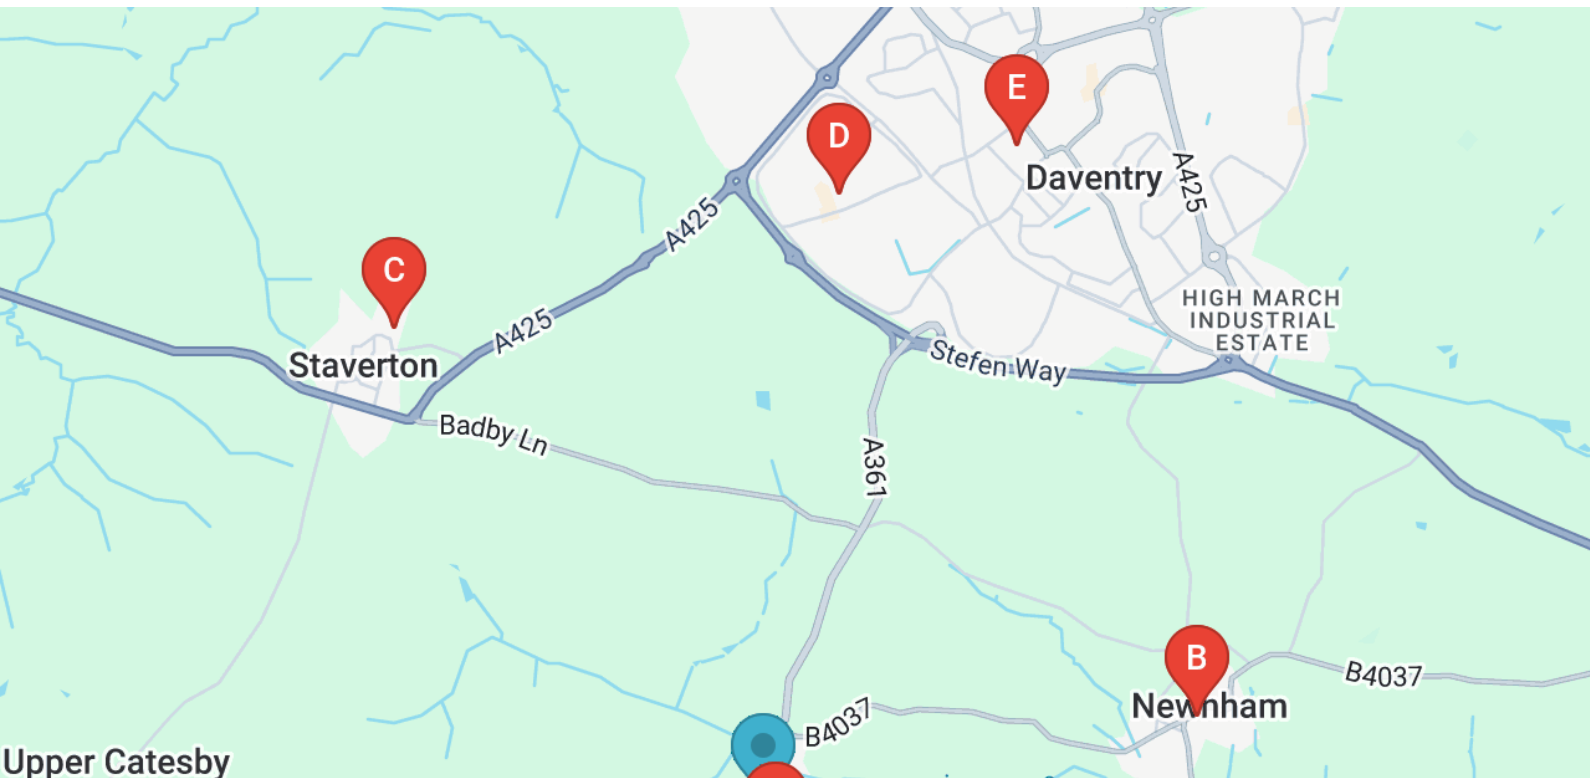 E
D
Daventry
A425
A425
C
HIGH MARCH
INDUSTRIAL
ESTATE
A425
Staverton
Stefen Way
Badby Ln
A361
B
B4037
Newnham
B4037
Upper Catesby